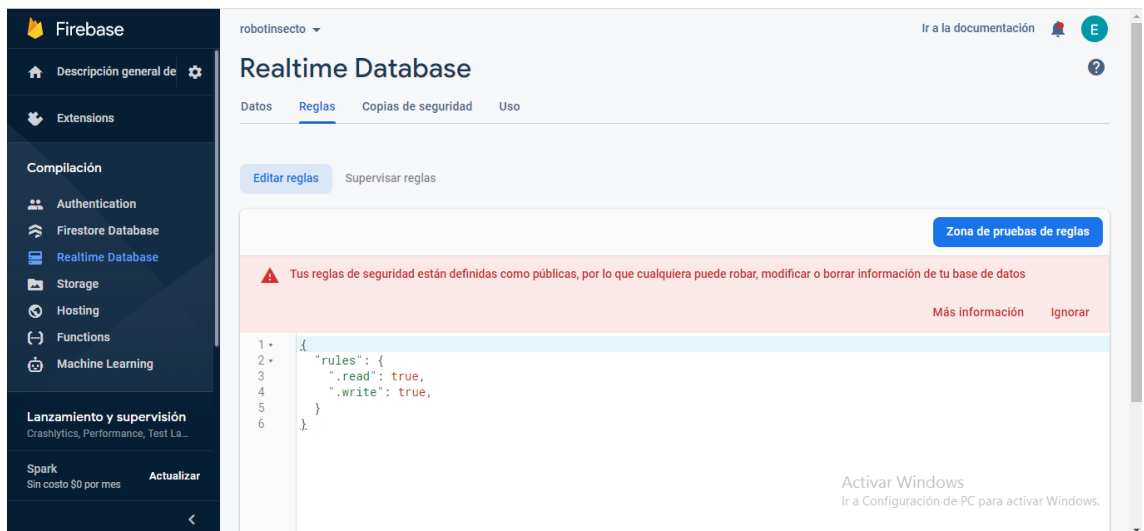 Firebase
Descripción general de
Extensions
Compilación
Authentication
Firestore Database
Realtime Database
Storage
Hosting
Functions
Machine Learning
Lanzamiento y supervisión
Crashlytics, Performance, Test La...
Spark
Sin costo $0 por mes
Actualizar
robotinsecto
Ir a la documentación
E
Realtime Database
Datos Reglas Copias de seguridad Uso
Editar reglas Supervisar reglas
Zona de pruebas de reglas
Tus reglas de seguridad están definidas como públicas, por lo que cualquiera puede robar, modificar o borrar información de tu base de datos
Más información Ignorar
1 {
2 "rules": {
3 ".read": true,
4 ".write": true,
5 }
6 }
Activar Windows
Ir a Configuración de PC para activar Windows.